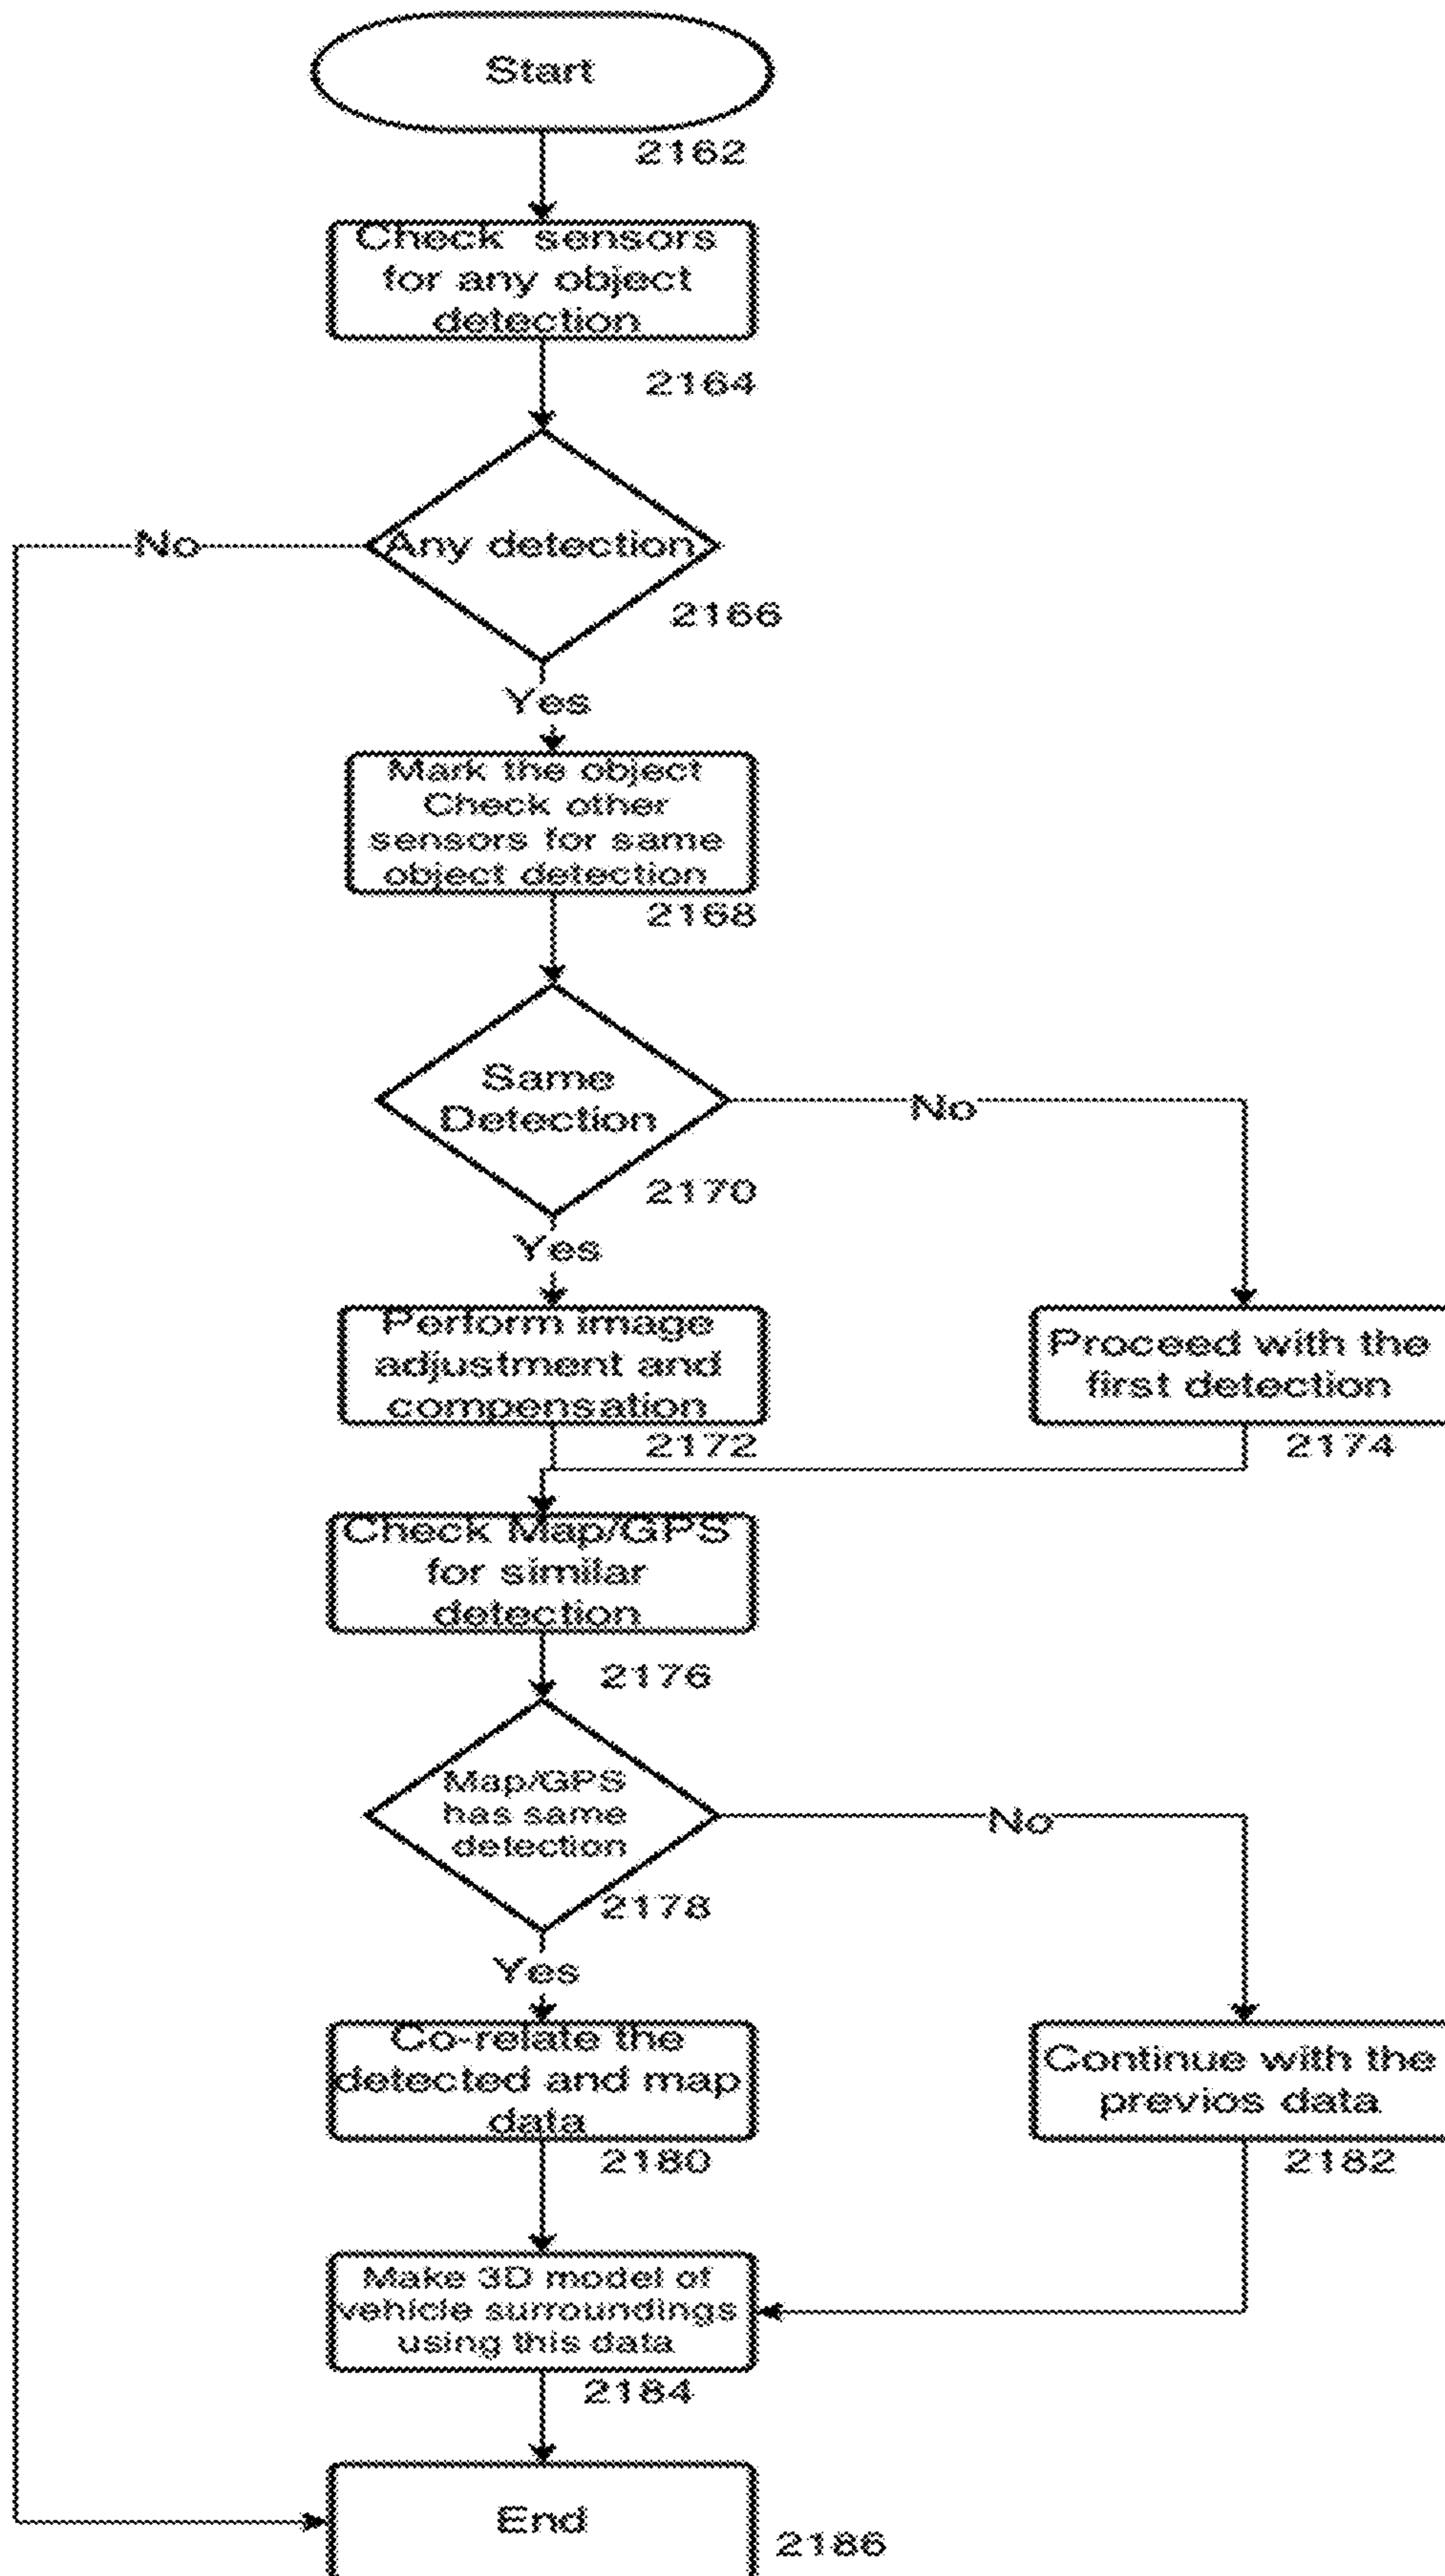 Start
2162
Check sensors
for any object
detection
2164
Any detection
No
2166
Yes
Mark the object
Check other
sensors for same
object detection
2168
Same
Detection
No
2170
Yes
Perform image
adjustment and
compensation
2172
Proceed with the
first detection
2174
Check Map/GPS
for similar
detection
2176
Map/GPS
has same
detection
No
2178
Yes
Co-relate the
detected and map
data
2180
Continue with the
previos data
2182
Make 3D model of
vehicle surroundings
using this data
2184
End
2186